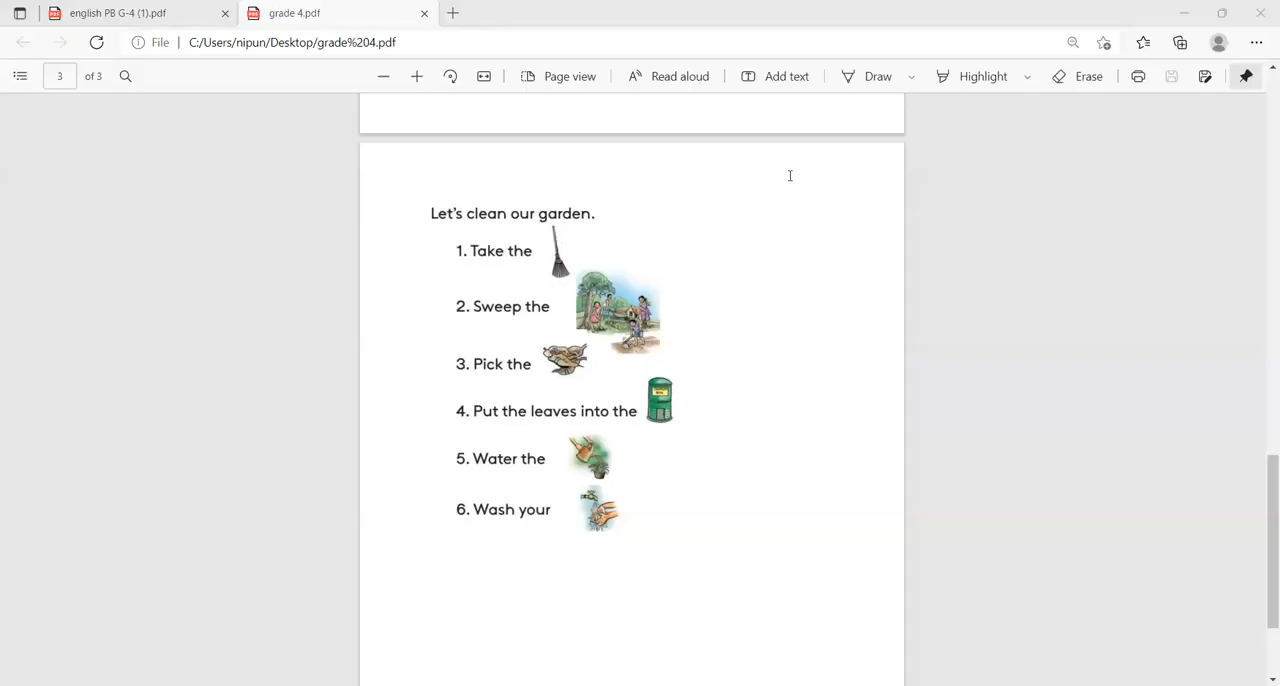 english PB G-4 (1).pdf
grade 4.pdf
File
C:/Users/nipun/Desktop/grade%204.pdf
3 of 3
Page view
Read aloud
Add text
Draw
Highlight
Erase
Let's clean our garden.
1. Take the
2. Sweep the
3. Pick the
4. Put the leaves into the
5. Water the
6. Wash your